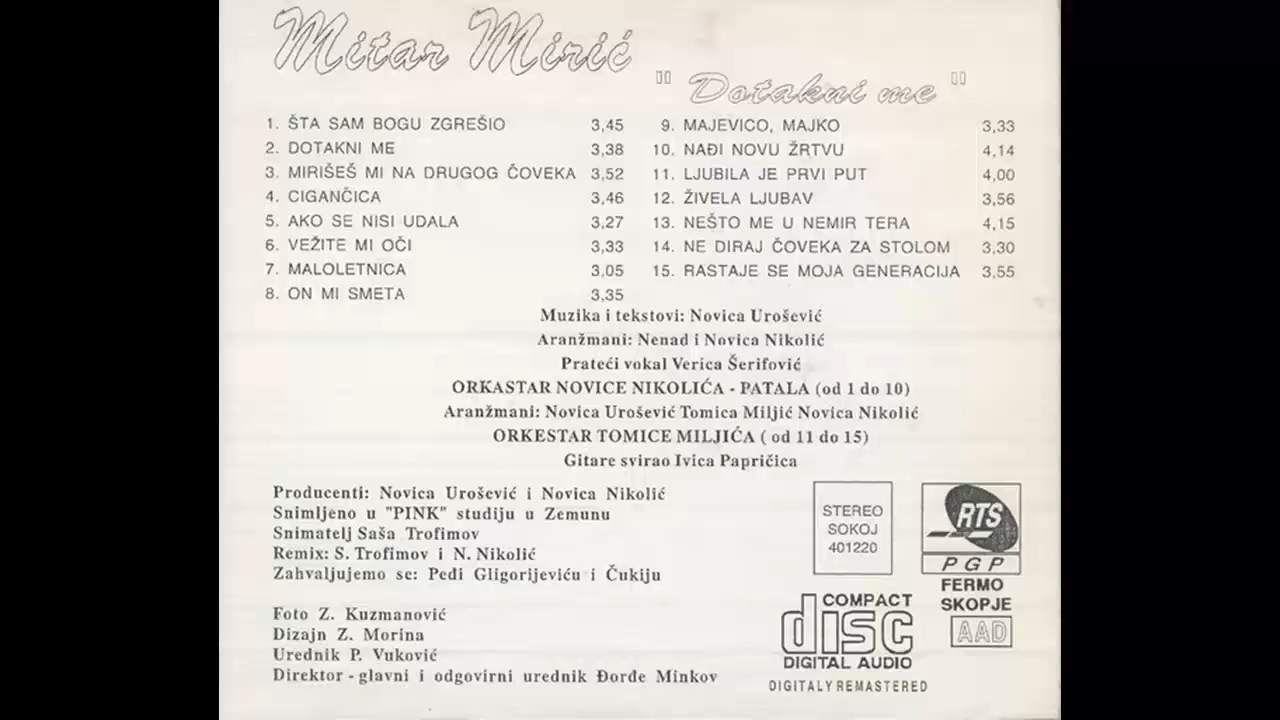 Mitar Mirić
" Dotakni me "
1. ŠTA SAM BOGU ZGREŠIO 3,45
2. DOTAKNI ME 3,38
3. MIRIŠEŠ MI NA DRUGOG ČOVEKA 3,52
4. CIGANČICA 3,46
5. AKO SE NISI UDALA 3,27
6. VEŽITE MI OČI 3,33
7. MALOLETNICA 3,05
8. ON MI SMETA 3,35
9. MAJEVICO, MAJKO 3,33
10. NAĐI NOVU ŽRTVU 4,14
11. LJUBILA JE PRVI PUT 4,00
12. ŽIVELA LJUBAV 3,56
13. NEŠTO ME U NEMIR TERA 4,15
14. NE DIRAJ ČOVEKA ZA STOLOM 3,30
15. RASTAJE SE MOJA GENERACIJA 3,55
Muzika i tekstovi: Novica Urošević
Aranžmani: Nenad i Novica Nikolić
Prateći vokal Verica Šerifović
ORKASTAR NOVICE NIKOLIĆA - PATALA (od 1 do 10)
Aranžmani: Novica Urošević Tomica Miljić Novica Nikolić
ORKESTAR TOMICE MILJIĆA ( od 11 do 15)
Gitare svirao Ivica Papričica
Producenti: Novica Urošević i Novica Nikolić
Snimljeno u "PINK" studiju u Zemunu
Snimatelj Saša Trofimov
Remix: S. Trofimov i N. Nikolić
Zahvaljujemo se: Peđi Gligorijeviću i Čukiju
Foto Z. Kuzmanović
Dizajn Z. Morina
Urednik P. Vuković
Direktor - glavni i odgovirni urednik Đorđe Minkov
STEREO
SOKOJ
401220
RTS
PGP
FERMO
SKOPJE
AAD
COMPACT
disc
DIGITAL AUDIO
DIGITALY REMASTERED